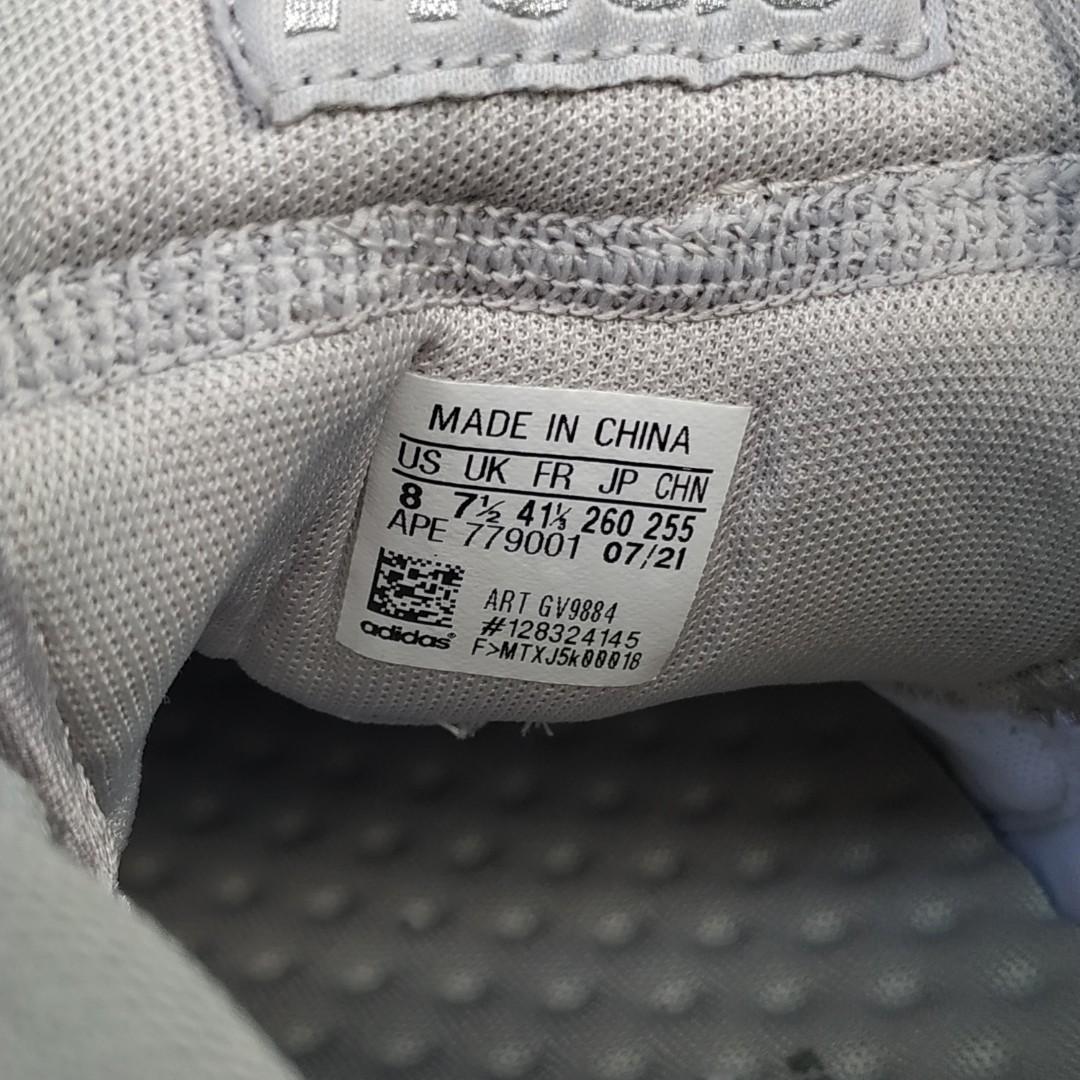 MADE IN CHINA
US UK FR JP CHN
8 7½ 41⅓ 260 255
APE 779001 07/21
ART GV9884
#128324145
F>MTXJ5k00018
adidas®